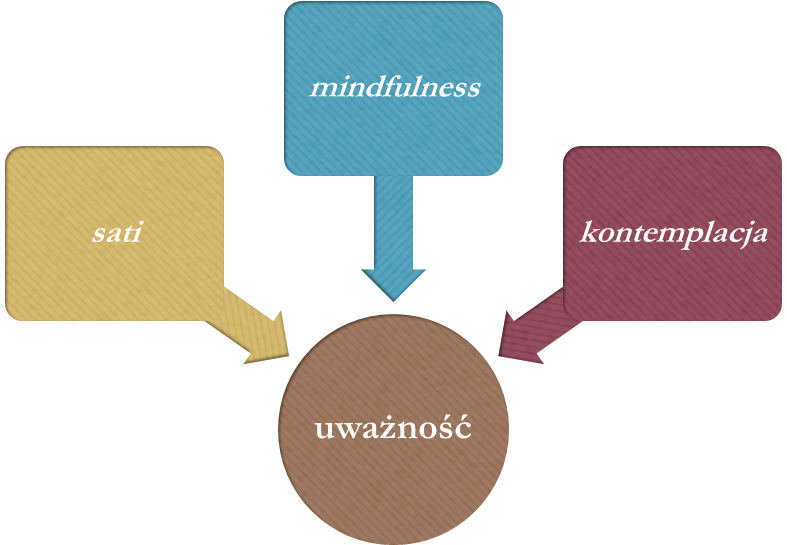 mindfulness
sati
kontemplacja
uważność